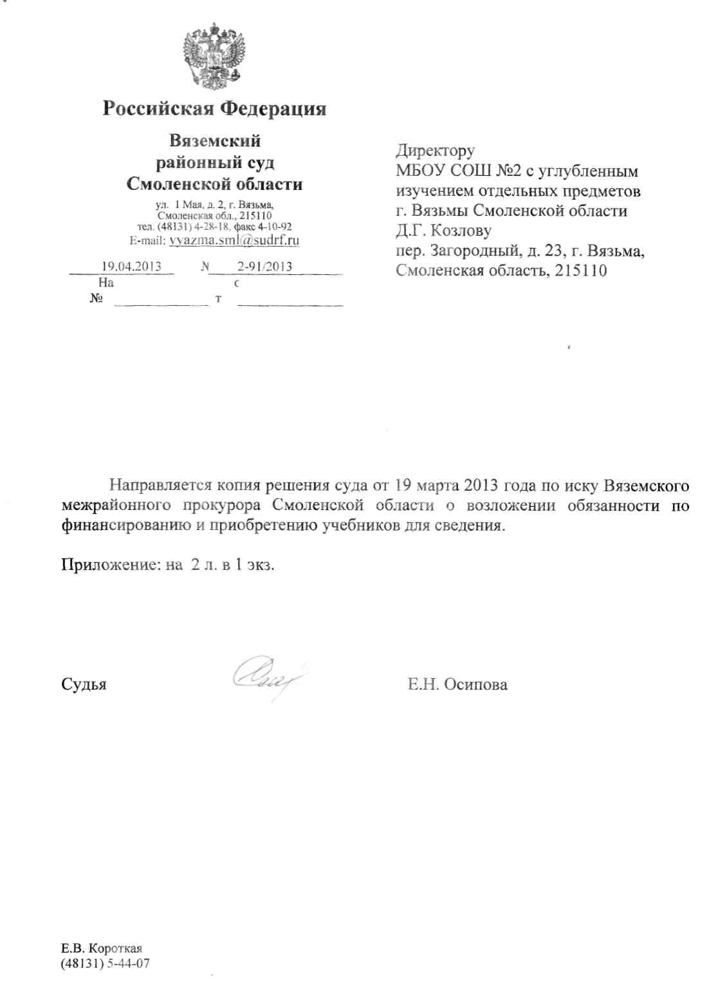 Российская Федерация
Вяземский
районный суд
Смоленской области
ул. 1 Мая, д. 2, г. Вязьма,
Смоленская обл., 215110
тел. (48131) 4-28-18, факс 4-10-92
E-mail: vyazma.sml@sudrf.ru
19.04.2013 N 2-91/2013
На с
№ т
Директору
МБОУ СОШ №2 с углубленным
изучением отдельных предметов
г. Вязьмы Смоленской области
Д.Г. Козлову
пер. Загородный, д. 23, г. Вязьма,
Смоленская область, 215110
Направляется копия решения суда от 19 марта 2013 года по иску Вяземского
межрайонного прокурора Смоленской области о возложении обязанности по
финансированию и приобретению учебников для сведения.
Приложение: на 2 л. в 1 экз.
Судья Е.Н. Осипова
Е.В. Короткая
(48131) 5-44-07